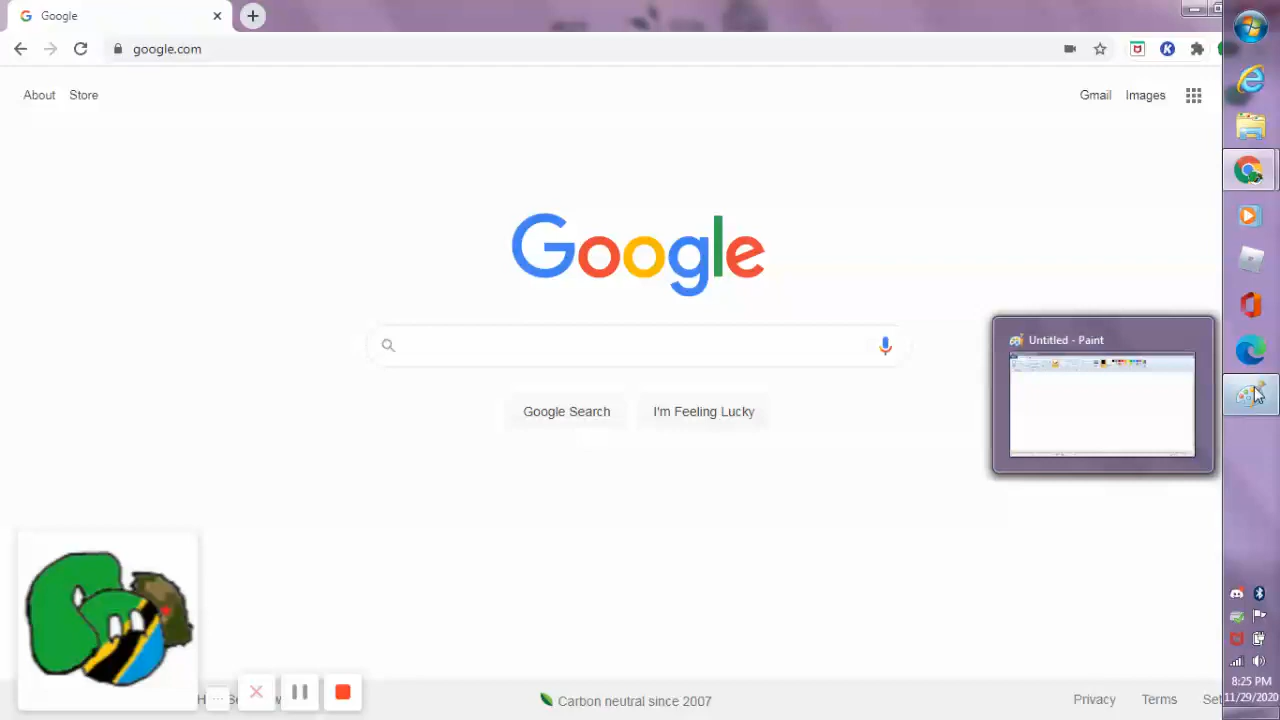 Google
google.com
About Store
Gmail Images
Google
Untitled - Paint
Google Search I'm Feeling Lucky
Carbon neutral since 2007
Privacy Terms
8:25 PM
11/29/2020